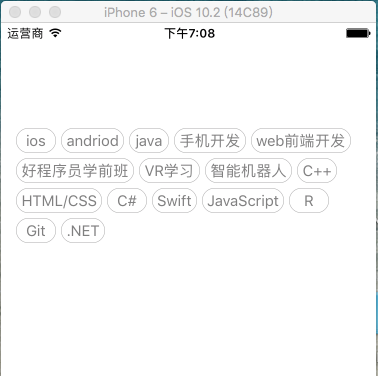 iPhone 6 – iOS 10.2 (14C89)
运营商 下午7:08
ios andriod java 手机开发 web前端开发
好程序员学前班 VR学习 智能机器人 C++
HTML/CSS C# Swift JavaScript R
Git .NET